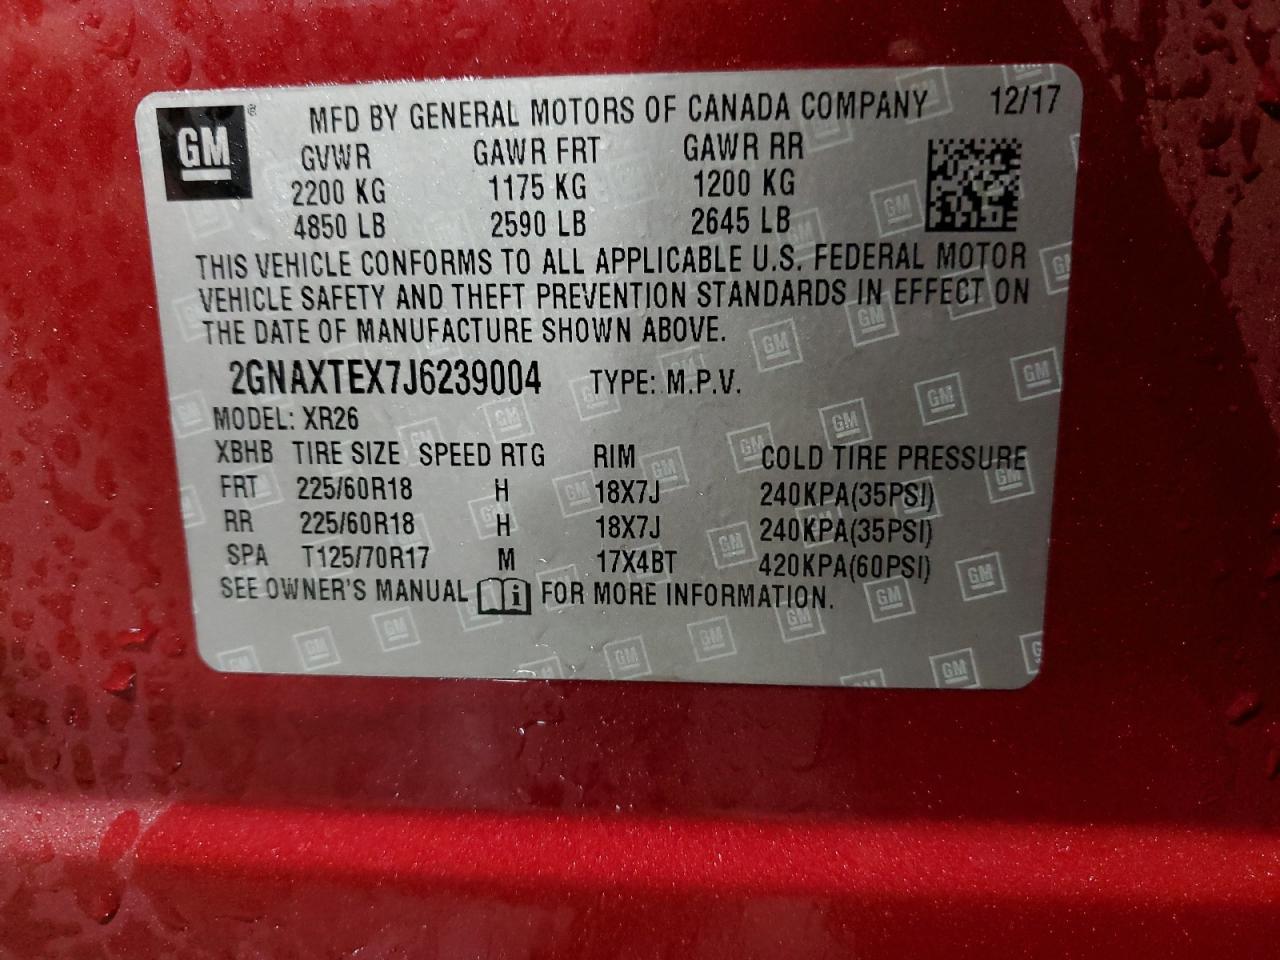 GM ® MFD BY GENERAL MOTORS OF CANADA COMPANY 12/17
GVWR GAWR FRT GAWR RR
2200 KG 1175 KG 1200 KG
4850 LB 2590 LB 2645 LB
THIS VEHICLE CONFORMS TO ALL APPLICABLE U.S. FEDERAL MOTOR
VEHICLE SAFETY AND THEFT PREVENTION STANDARDS IN EFFECT ON
THE DATE OF MANUFACTURE SHOWN ABOVE.
2GNAXTEX7J6239004 TYPE: M.P.V.
MODEL: XR26
XBHB TIRE SIZE SPEED RTG RIM COLD TIRE PRESSURE
FRT 225/60R18 H 18X7J 240KPA(35PSI)
RR 225/60R18 H 18X7J 240KPA(35PSI)
SPA T125/70R17 M 17X4BT 420KPA(60PSI)
SEE OWNER'S MANUAL i FOR MORE INFORMATION.